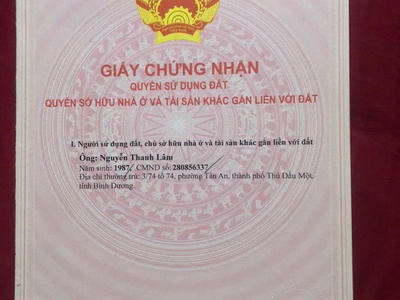 GIẤY CHỨNG NHẬN
QUYỀN SỬ DỤNG ĐẤT
QUYỀN SỞ HỮU NHÀ Ở VÀ TÀI SẢN KHÁC GẮN LIỀN VỚI ĐẤT
I. Người sử dụng đất, chủ sở hữu nhà ở và tài sản khác gắn liền với đất
Ông: Nguyễn Thanh Lâm
Năm sinh: 1987, CMND số: 280856337
Địa chỉ thường trú: 3/74 tổ 74, phường Tân An, thành phố Thủ Dầu Một,
tỉnh Bình Dương.